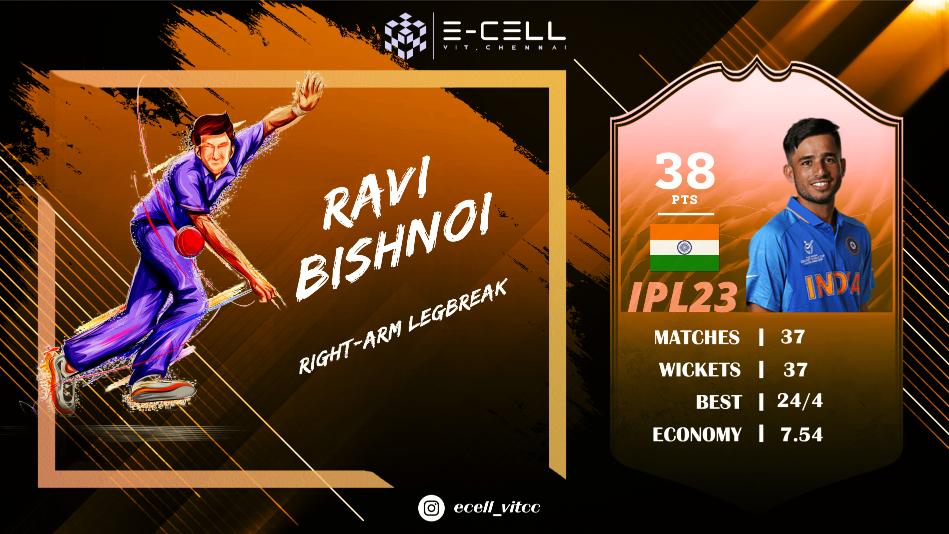 E-CELL
VIT, CHENNAI
RAVI
BISHNOI
RIGHT-ARM LEGBREAK
38
PTS
IPL23
INDIA
MATCHES | 37
WICKETS | 37
BEST | 24/4
ECONOMY | 7.54
ecell_vitcc